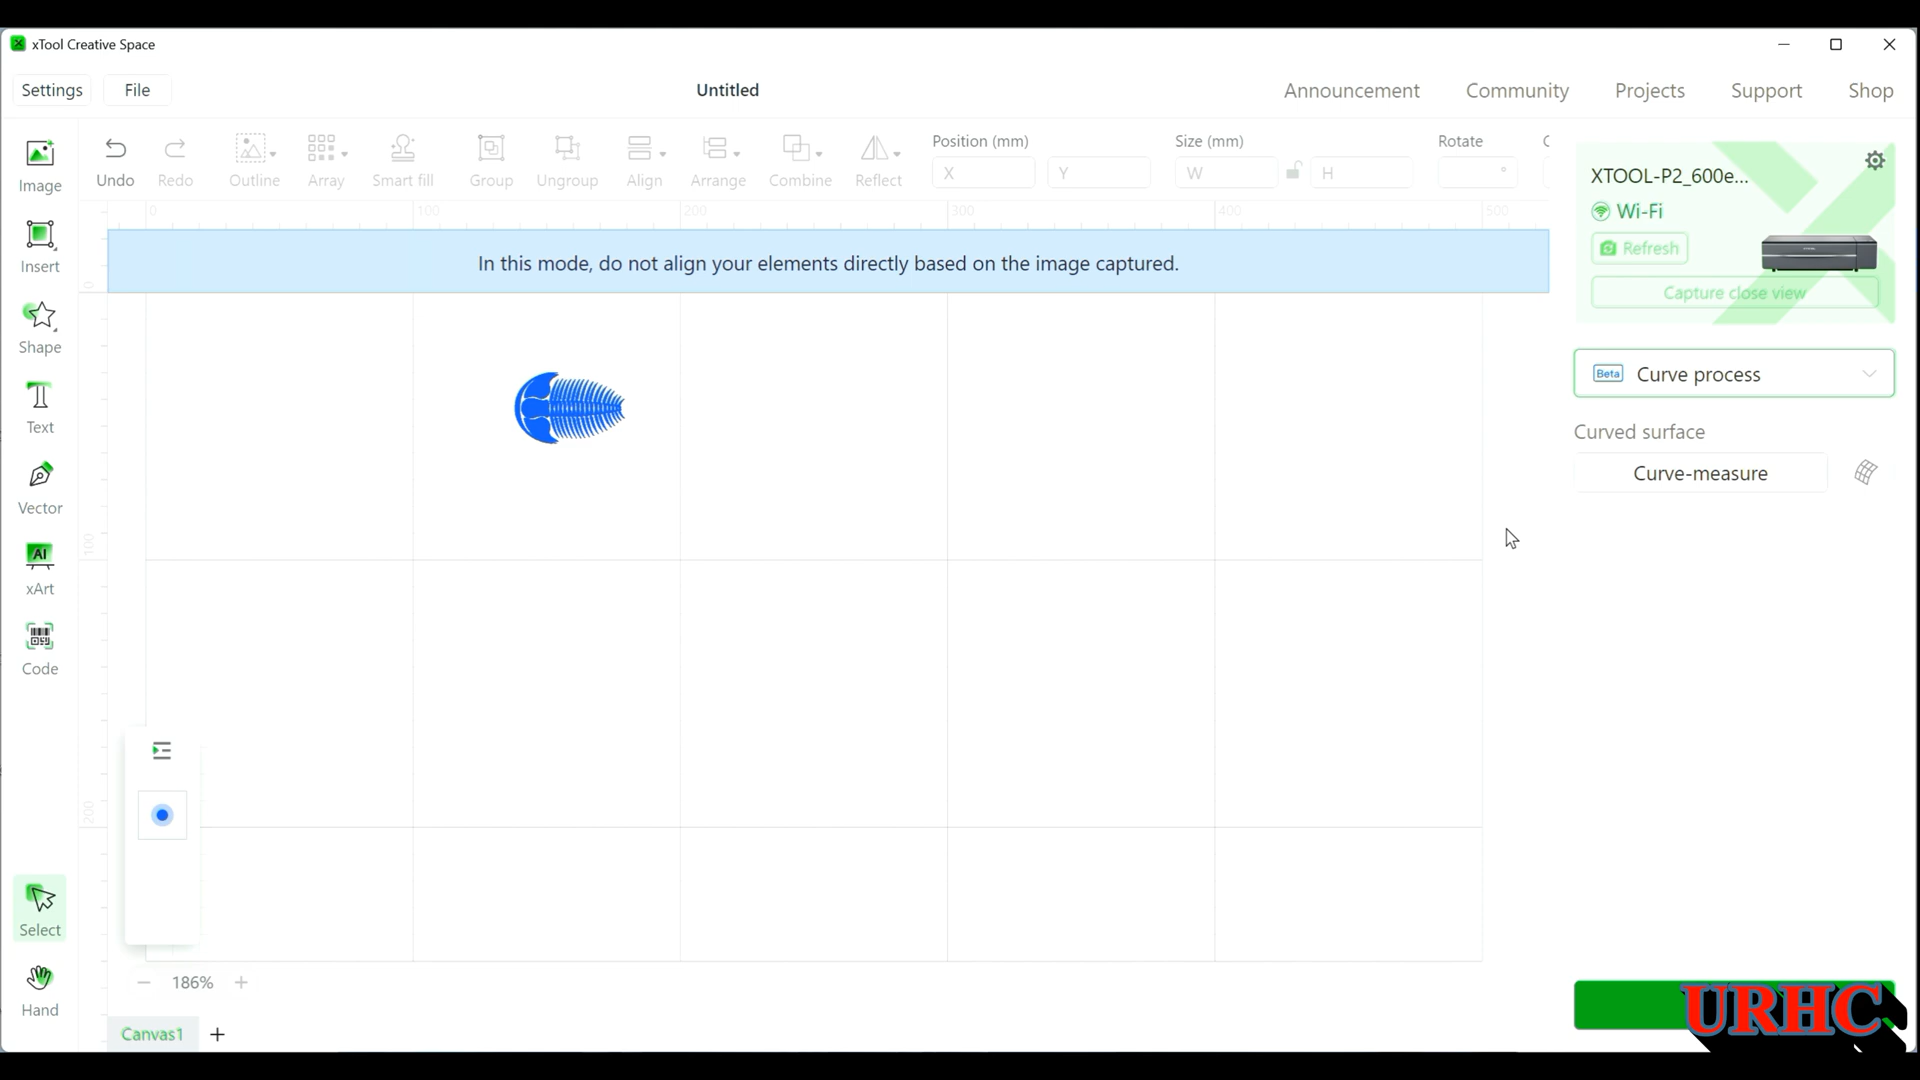 xTool Creative Space
Settings
File
Untitled
Announcement
Community
Projects
Support
Shop
Image
Insert
Shape
Text
Vector
AI
xArt
Code
Select
Hand
Undo
Redo
Outline
Array
Smart fill
Group
Ungroup
Align
Arrange
Combine
Reflect
Position (mm)
X
Y
Size (mm)
W
H
Rotate
°
0
100
200
300
400
500
In this mode, do not align your elements directly based on the image captured.
0
100
200
XTOOL-P2_600e...
Wi-Fi
Refresh
Capture close view
Beta
Curve process
Curved surface
Curve-measure
186%
Canvas1
URHC